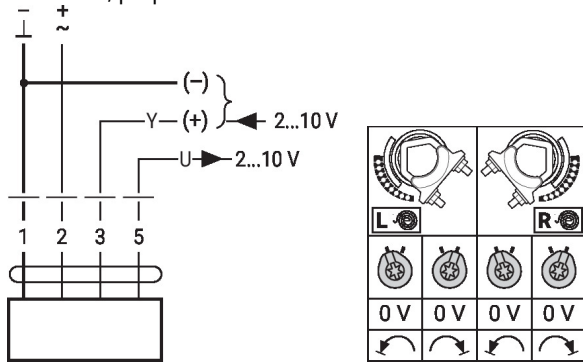 – +
⊥ ~
(–)
Y (+) 2...10 V
U 2...10 V
1 2 3 5
L R
0 V 0 V 0 V 0 V